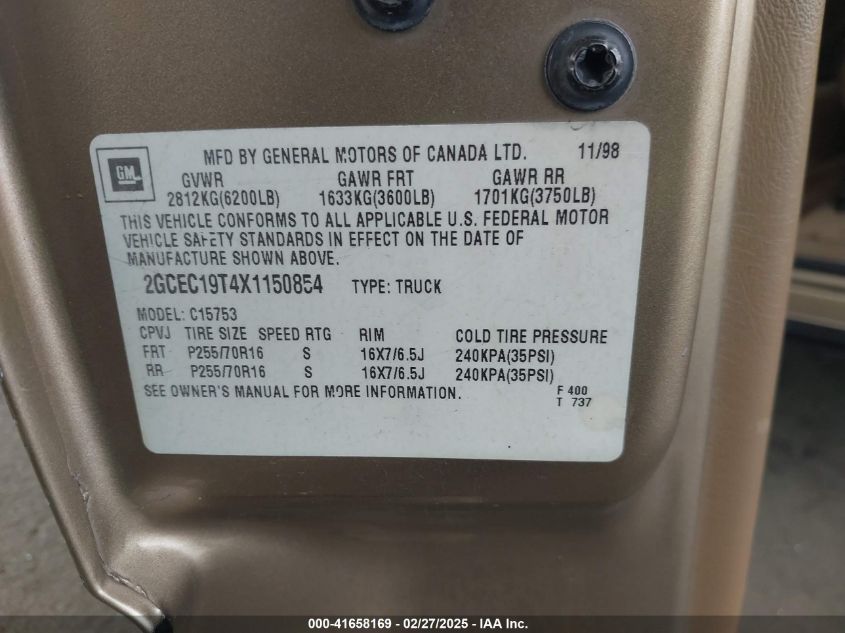 GM
MFD BY GENERAL MOTORS OF CANADA LTD. 11/98
GVWR GAWR FRT GAWR RR
2812KG(6200LB) 1633KG(3600LB) 1701KG(3750LB)
THIS VEHICLE CONFORMS TO ALL APPLICABLE U.S. FEDERAL MOTOR
VEHICLE SAFETY STANDARDS IN EFFECT ON THE DATE OF
MANUFACTURE SHOWN ABOVE.
2GCEC19T4X1150854 TYPE: TRUCK
MODEL: C15753
CPVJ TIRE SIZE SPEED RTG RIM COLD TIRE PRESSURE
FRT P255/70R16 S 16X7/6.5J 240KPA(35PSI)
RR P255/70R16 S 16X7/6.5J 240KPA(35PSI)
SEE OWNER'S MANUAL FOR MORE INFORMATION. F 400
T 737
000-41658169 - 02/27/2025 - IAA Inc.